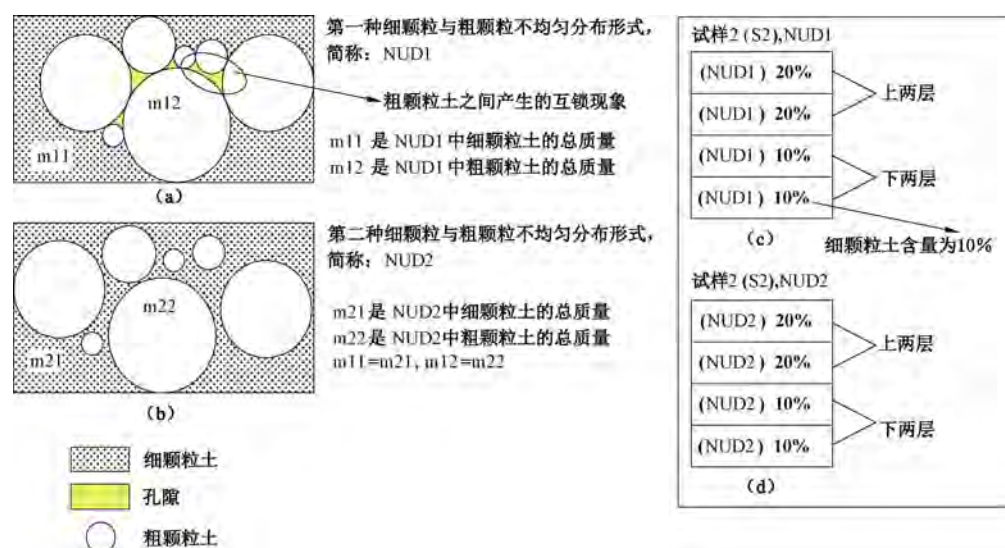 第一种细颗粒与粗颗粒不均匀分布形式，
简称：NUD1
粗颗粒土之间产生的互锁现象
m11 是 NUD1 中细颗粒土的总质量
m12 是 NUD1 中粗颗粒土的总质量
m12
m11
(a)
第二种细颗粒与粗颗粒不均匀分布形式，
简称：NUD2
m21是 NUD2中细颗粒土的总质量
m22是 NUD2中粗颗粒土的总质量
m11=m21, m12=m22
m22
m21
(b)
细颗粒土
孔隙
粗颗粒土
试样2 (S2),NUD1
(NUD1) 20%
(NUD1) 20%
上两层
(NUD1) 10%
(NUD1) 10%
下两层
(c)
细颗粒土含量为10%
试样2 (S2),NUD2
(NUD2) 20%
(NUD2) 20%
上两层
(NUD2) 10%
(NUD2) 10%
下两层
(d)